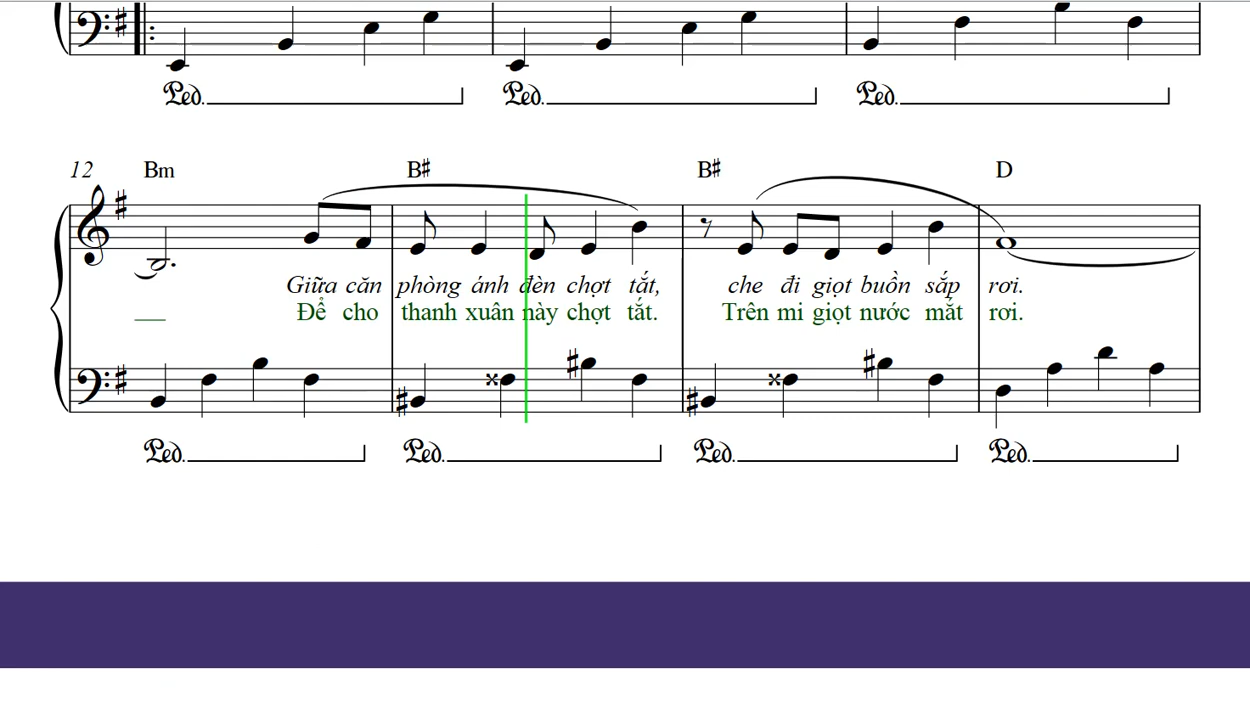 Ped. Ped. Ped.
12 Bm B♯ B♯ D
Giữa căn phòng ánh đèn chợt tắt, che đi giọt buồn sắp rơi.
Để cho thanh xuân này chợt tắt. Trên mi giọt nước mắt rơi.
Ped. Ped. Ped. Ped.